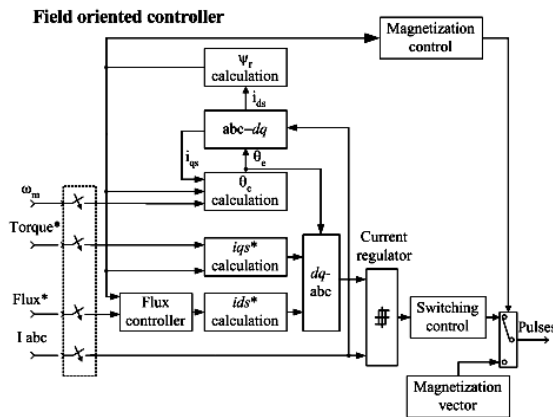 Field oriented controller
Magnetization
control
Ψr
calculation
ids
abc–dq
iqs
θe
θe
calculation
ωm
Torque*
iqs*
calculation
Current
regulator
dq-
abc
Flux*
Flux
controller
ids*
calculation
Switching
control
Pulses
I abc
Magnetization
vector